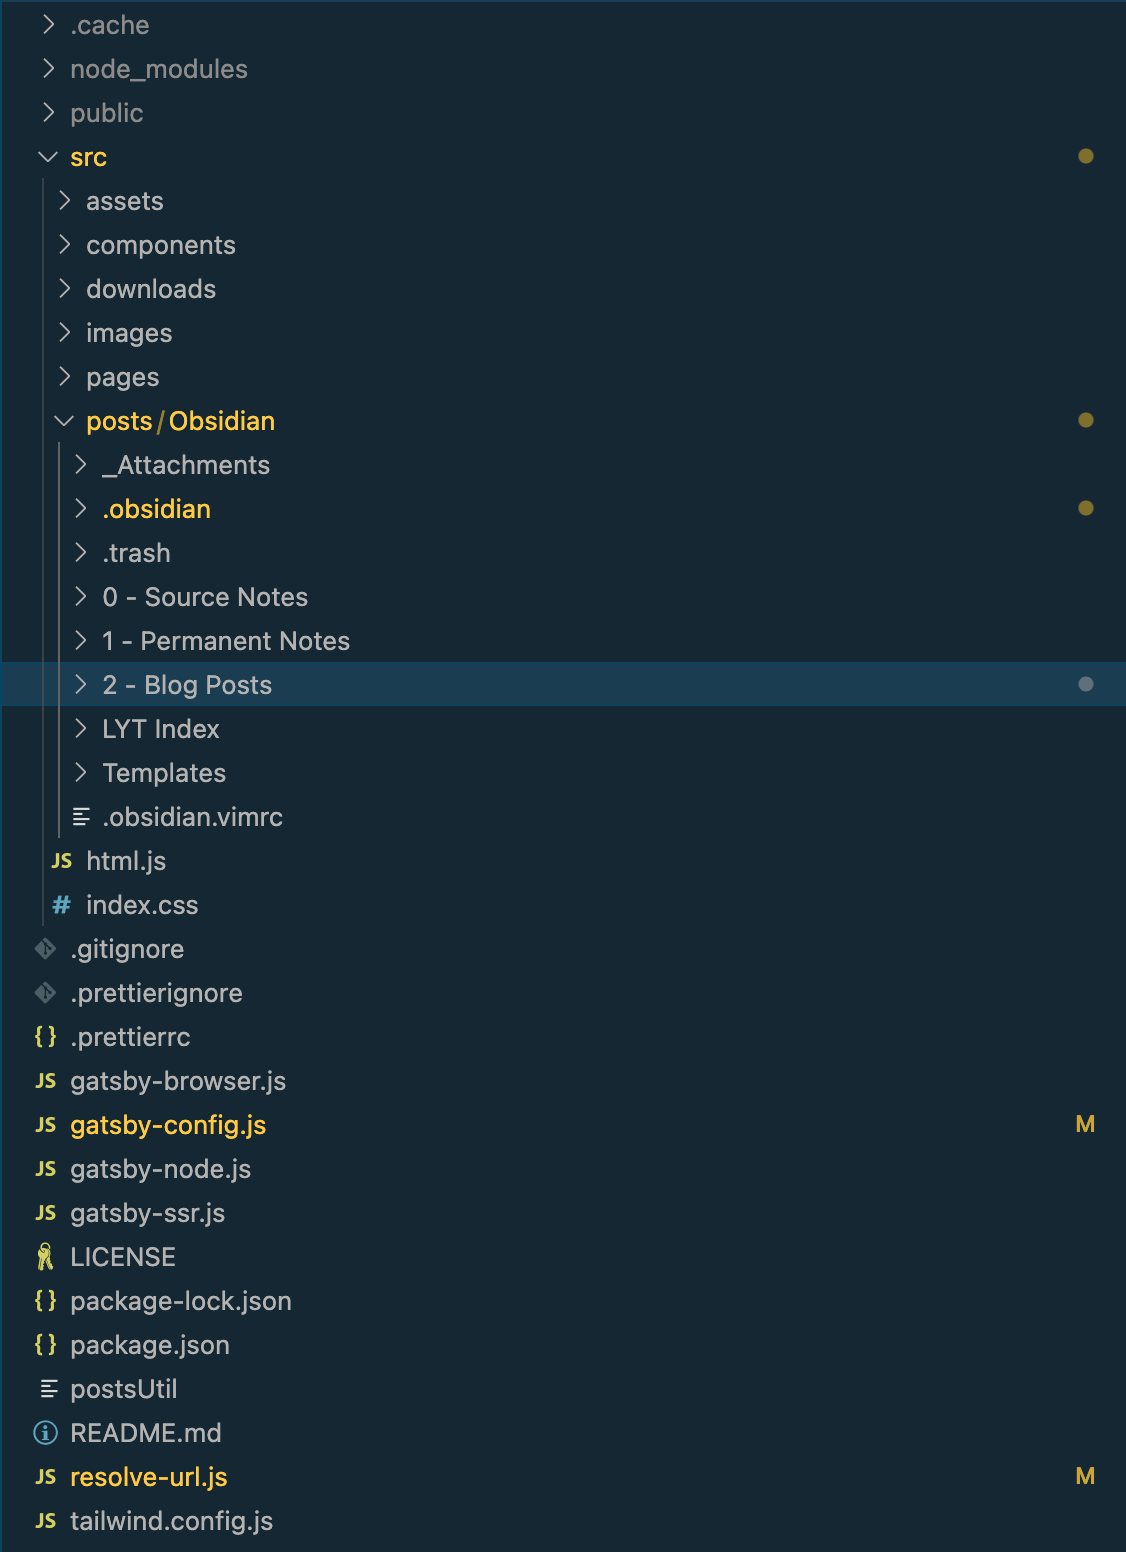 .cache
node_modules
public
src
assets
components
downloads
images
pages
posts / Obsidian
_Attachments
.obsidian
.trash
0 - Source Notes
1 - Permanent Notes
2 - Blog Posts
LYT Index
Templates
.obsidian.vimrc
JS html.js
# index.css
.gitignore
.prettierignore
{} .prettierrc
JS gatsby-browser.js
JS gatsby-config.js M
JS gatsby-node.js
JS gatsby-ssr.js
LICENSE
{} package-lock.json
{} package.json
postsUtil
README.md
JS resolve-url.js M
JS tailwind.config.js